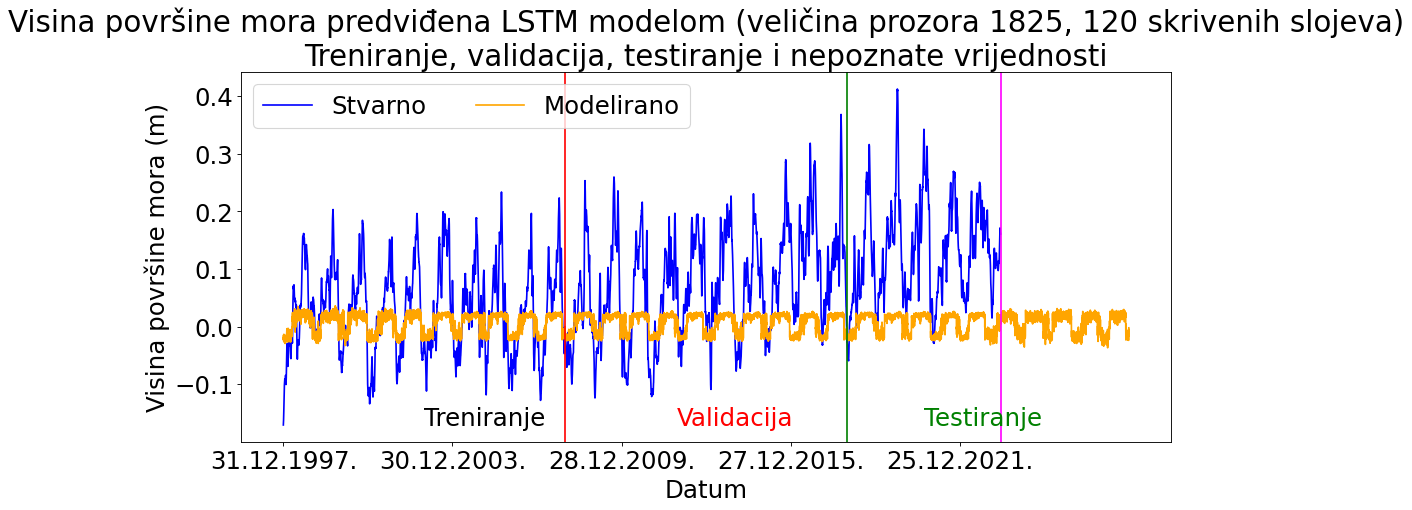 Visina površine mora predviđena LSTM modelom (veličina prozora 1825, 120 skrivenih slojeva)
Treniranje, validacija, testiranje i nepoznate vrijednosti
Stvarno
Modelirano
Visina površine mora (m)
0.4
0.3
0.2
0.1
0.0
−0.1
Treniranje
Validacija
Testiranje
31.12.1997.
30.12.2003.
28.12.2009.
27.12.2015.
25.12.2021.
Datum